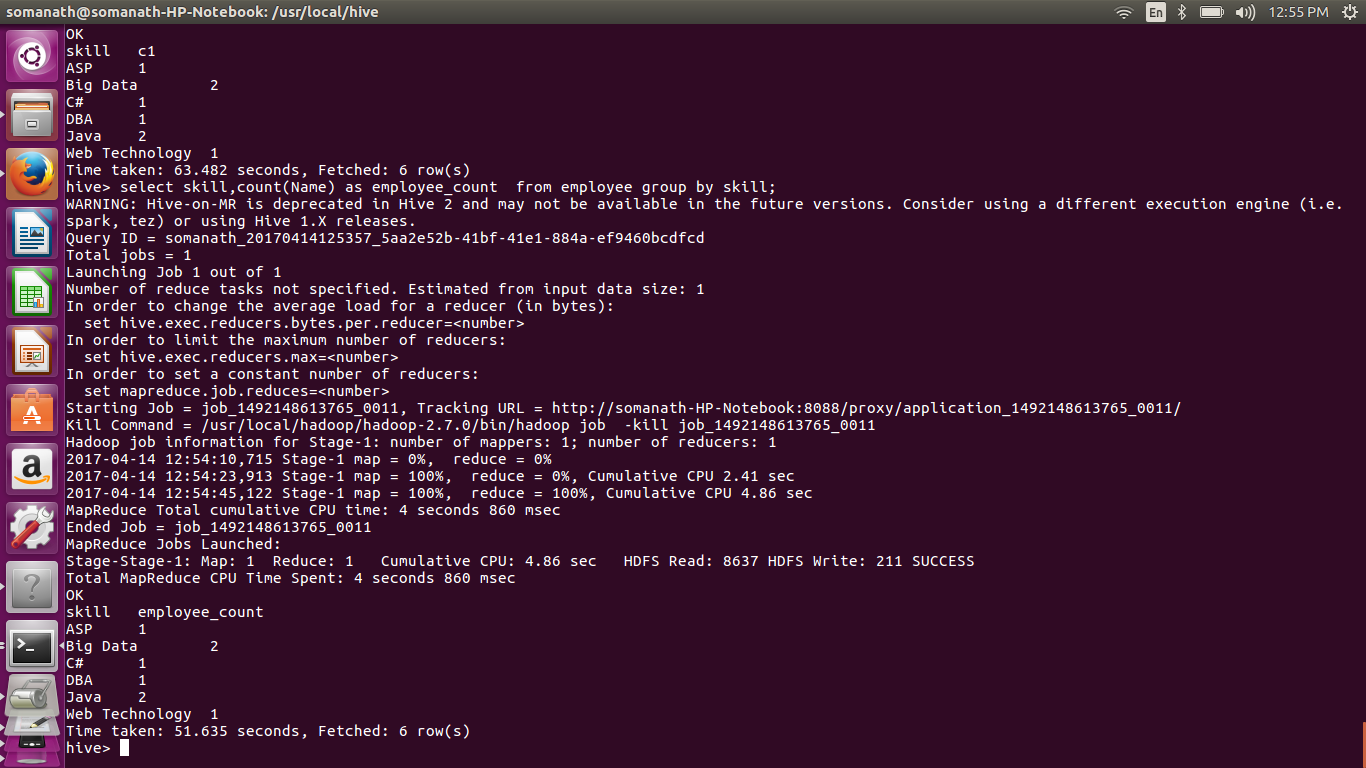 somanath@somanath-HP-Notebook: /usr/local/hive
En
12:55 PM
OK
skill	c1
ASP	1
Big Data	2
C#	1
DBA	1
Java	2
Web Technology	1
Time taken: 63.482 seconds, Fetched: 6 row(s)
hive> select skill,count(Name) as employee_count  from employee group by skill;
WARNING: Hive-on-MR is deprecated in Hive 2 and may not be available in the future versions. Consider using a different execution engine (i.e.
spark, tez) or using Hive 1.X releases.
Query ID = somanath_20170414125357_5aa2e52b-41bf-41e1-884a-ef9460bcdfcd
Total jobs = 1
Launching Job 1 out of 1
Number of reduce tasks not specified. Estimated from input data size: 1
In order to change the average load for a reducer (in bytes):
  set hive.exec.reducers.bytes.per.reducer=<number>
In order to limit the maximum number of reducers:
  set hive.exec.reducers.max=<number>
In order to set a constant number of reducers:
  set mapreduce.job.reduces=<number>
Starting Job = job_1492148613765_0011, Tracking URL = http://somanath-HP-Notebook:8088/proxy/application_1492148613765_0011/
Kill Command = /usr/local/hadoop/hadoop-2.7.0/bin/hadoop job  -kill job_1492148613765_0011
Hadoop job information for Stage-1: number of mappers: 1; number of reducers: 1
2017-04-14 12:54:10,715 Stage-1 map = 0%,  reduce = 0%
2017-04-14 12:54:23,913 Stage-1 map = 100%,  reduce = 0%, Cumulative CPU 2.41 sec
2017-04-14 12:54:45,122 Stage-1 map = 100%,  reduce = 100%, Cumulative CPU 4.86 sec
MapReduce Total cumulative CPU time: 4 seconds 860 msec
Ended Job = job_1492148613765_0011
MapReduce Jobs Launched:
Stage-Stage-1: Map: 1  Reduce: 1   Cumulative CPU: 4.86 sec   HDFS Read: 8637 HDFS Write: 211 SUCCESS
Total MapReduce CPU Time Spent: 4 seconds 860 msec
OK
skill	employee_count
ASP	1
Big Data	2
C#	1
DBA	1
Java	2
Web Technology	1
Time taken: 51.635 seconds, Fetched: 6 row(s)
hive>